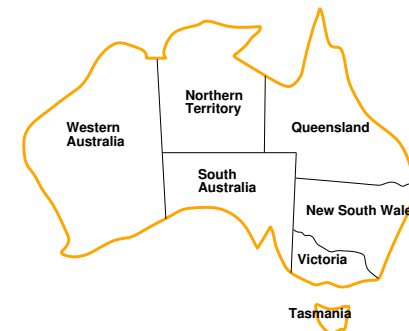 Northern
Territory
Western
Australia
Queensland
South
Australia
New South Wale
Victoria
Tasmania